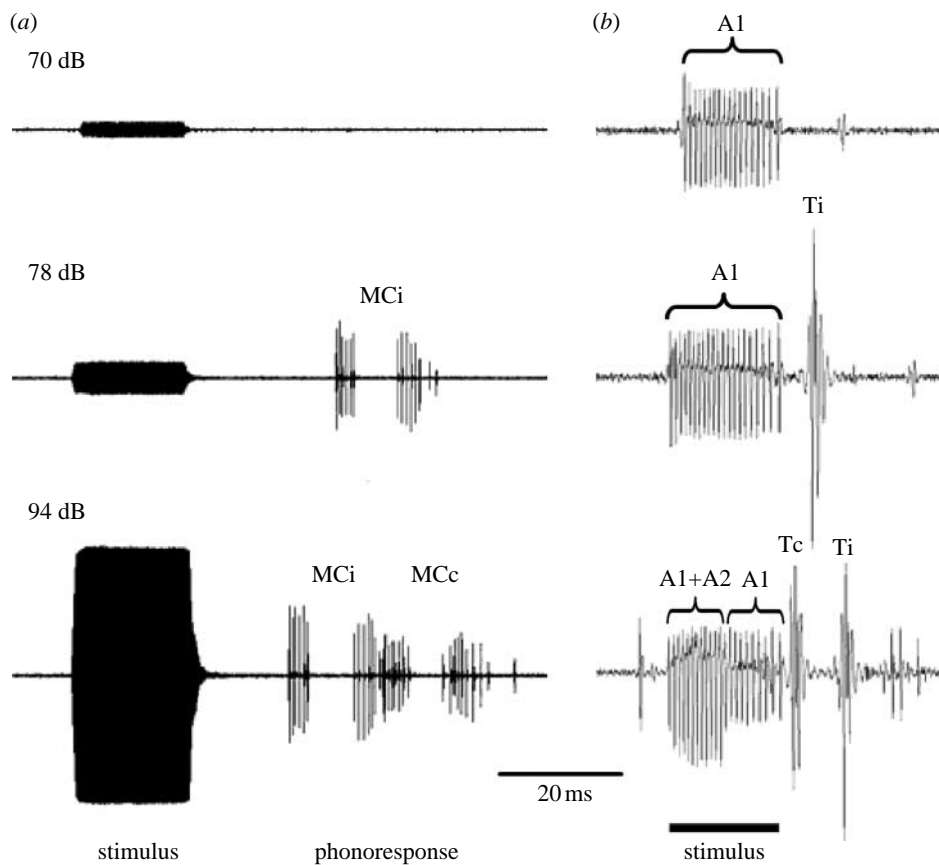 (a)
(b)
70 dB
A1
78 dB
MCi
A1
Ti
94 dB
MCi
MCc
A1+A2
A1
Tc
Ti
20 ms
stimulus
phonoresponse
stimulus